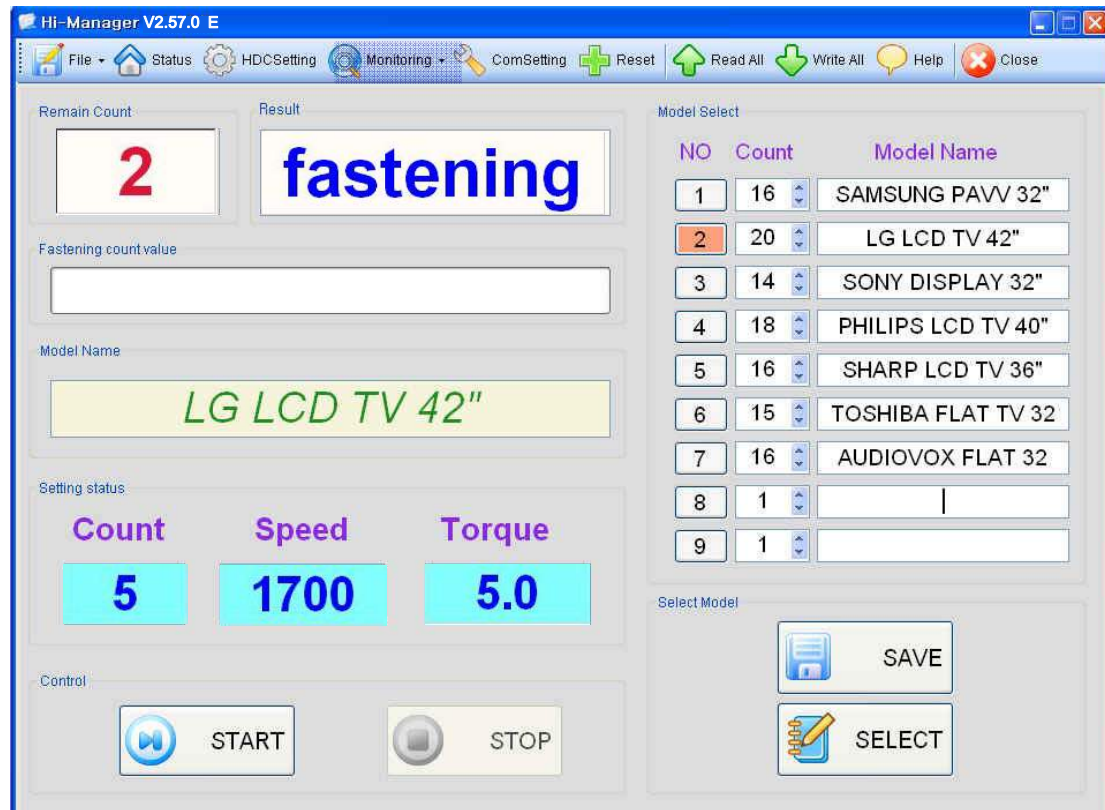 Hi-Manager V2.57.0 E
File Status HDCSetting Monitoring ComSetting Reset Read All Write All Help Close
Remain Count
2
Result
fastening
Fastening count value
Model Name
LG LCD TV 42"
Setting status
Count Speed Torque
5 1700 5.0
Control
START STOP
Model Select
NO Count Model Name
1 16 SAMSUNG PAVV 32"
2 20 LG LCD TV 42"
3 14 SONY DISPLAY 32"
4 18 PHILIPS LCD TV 40"
5 16 SHARP LCD TV 36"
6 15 TOSHIBA FLAT TV 32
7 16 AUDIOVOX FLAT 32
8 1
9 1
Select Model
SAVE
SELECT